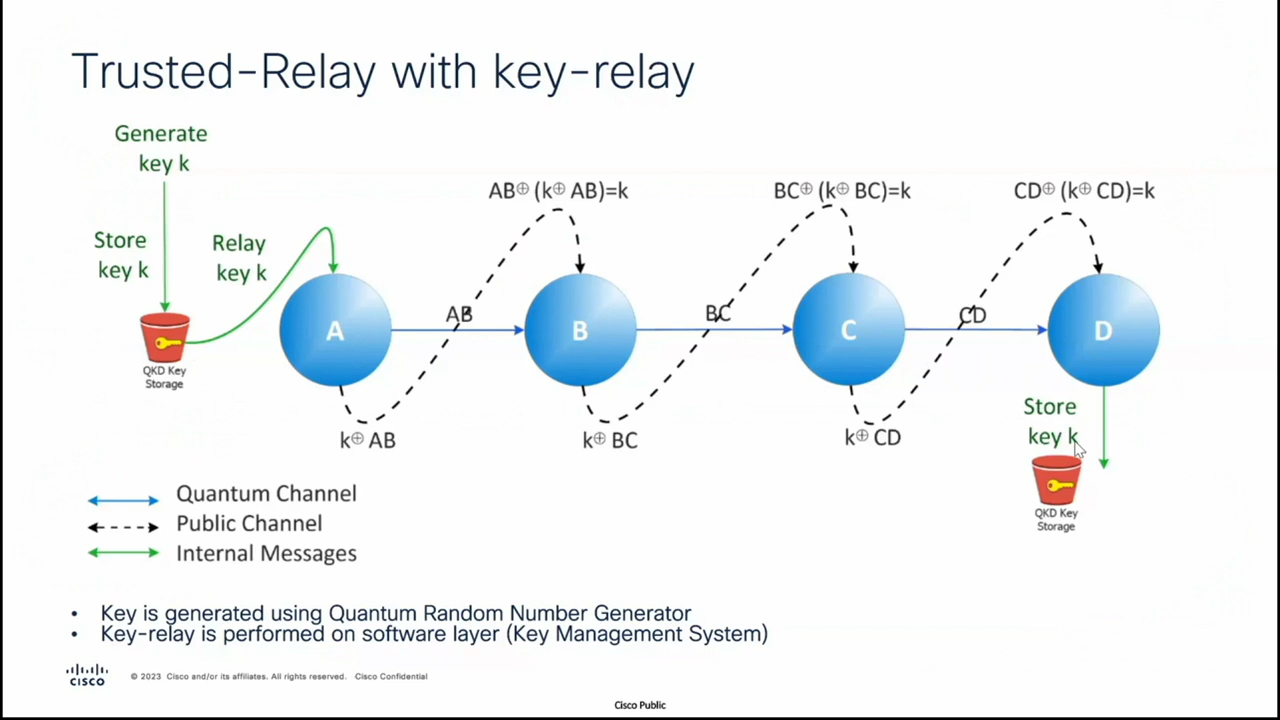 Trusted-Relay with key-relay
Generate
key k
Store
key k
Relay
key k
QKD Key
Storage
AB⊕ (k⊕ AB)=k
BC⊕ (k⊕ BC)=k
CD⊕ (k⊕ CD)=k
A
AB
B
BC
C
CD
D
k⊕ AB
k⊕ BC
k⊕ CD
Store
key k
QKD Key
Storage
Quantum Channel
Public Channel
Internal Messages
• Key is generated using Quantum Random Number Generator
• Key-relay is performed on software layer (Key Management System)
CISCO
© 2023 Cisco and/or its affiliates. All rights reserved. Cisco Confidential
Cisco Public